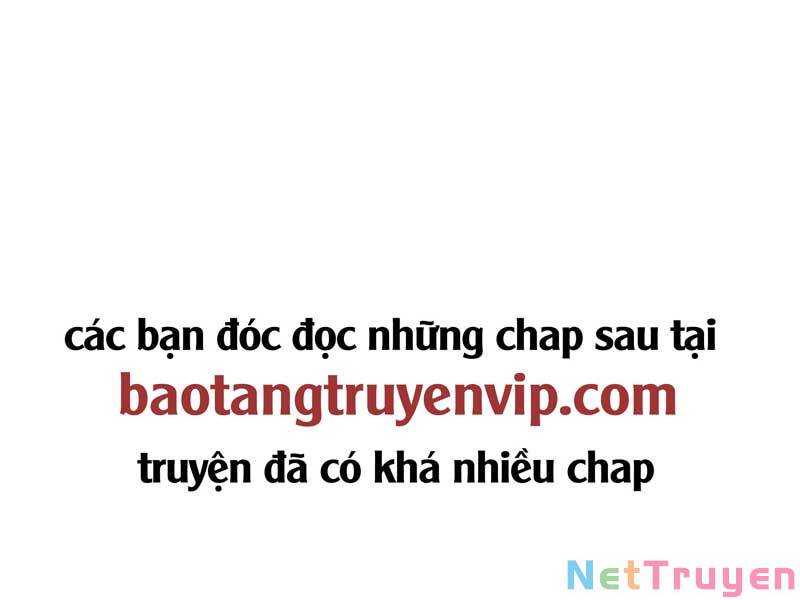 các bạn đóc đọc những chap sau tại
baotangtruyenvip.com
truyện đã có khá nhiều chap
NetTruyen